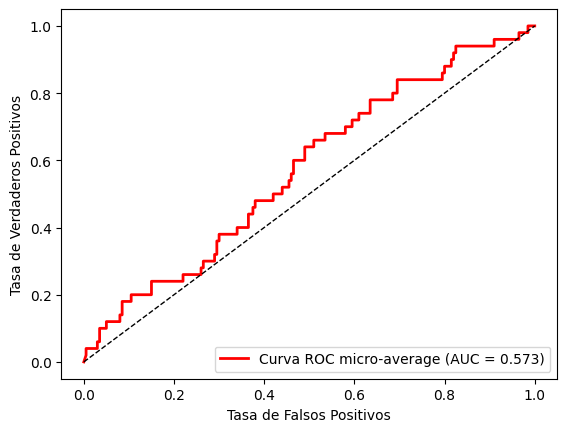 1.0
0.8
0.6
0.4
0.2
0.0
Tasa de Verdaderos Positivos
Curva ROC micro-average (AUC = 0.573)
0.0 0.2 0.4 0.6 0.8 1.0
Tasa de Falsos Positivos